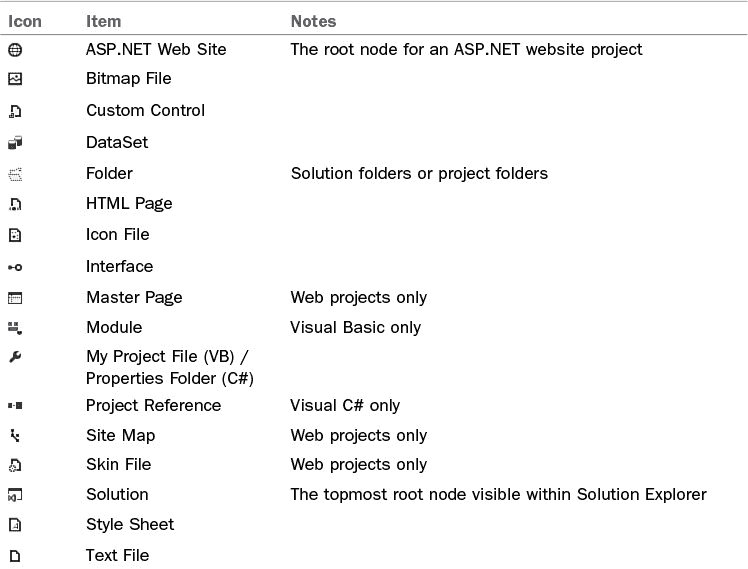 Icon Item Notes
ASP.NET Web Site The root node for an ASP.NET website project
Bitmap File
Custom Control
DataSet
Folder Solution folders or project folders
HTML Page
Icon File
Interface
Master Page Web projects only
Module Visual Basic only
My Project File (VB) /
Properties Folder (C#)
Project Reference Visual C# only
Site Map Web projects only
Skin File Web projects only
Solution The topmost root node visible within Solution Explorer
Style Sheet
Text File